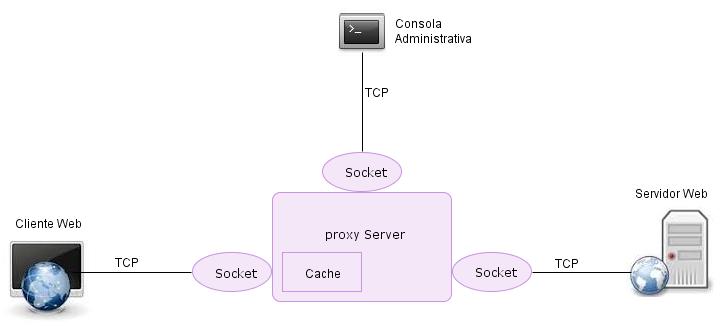 Consola
Administrativa
TCP
Socket
Servidor Web
Cliente Web
proxy Server
TCP
Socket
Cache
Socket
TCP